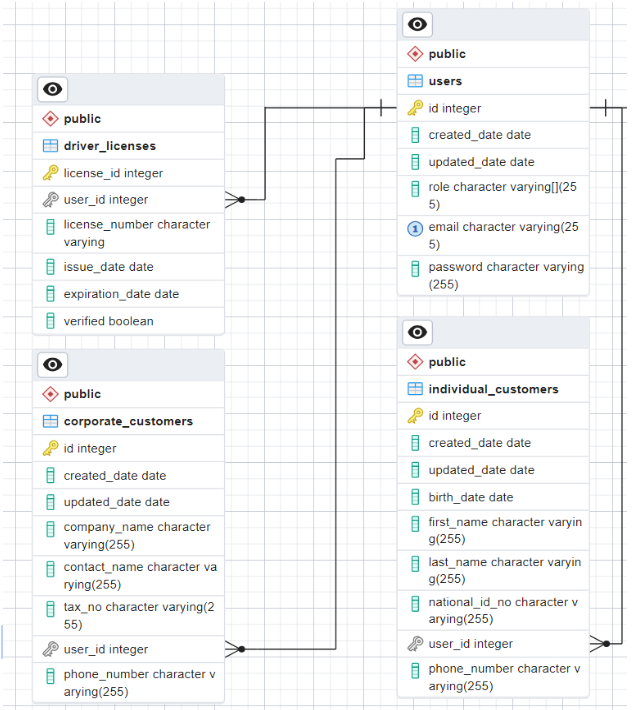 public
driver_licenses
license_id integer
user_id integer
license_number character
varying
issue_date date
expiration_date date
verified boolean
public
corporate_customers
id integer
created_date date
updated_date date
company_name character
varying(255)
contact_name character va
rying(255)
tax_no character varying(2
55)
user_id integer
phone_number character v
arying(255)
public
users
id integer
created_date date
updated_date date
role character varying[](25
5)
1
email character varying(25
5)
password character varying
(255)
public
individual_customers
id integer
created_date date
updated_date date
birth_date date
first_name character varyin
g(255)
last_name character varyin
g(255)
national_id_no character v
arying(255)
user_id integer
phone_number character v
arying(255)